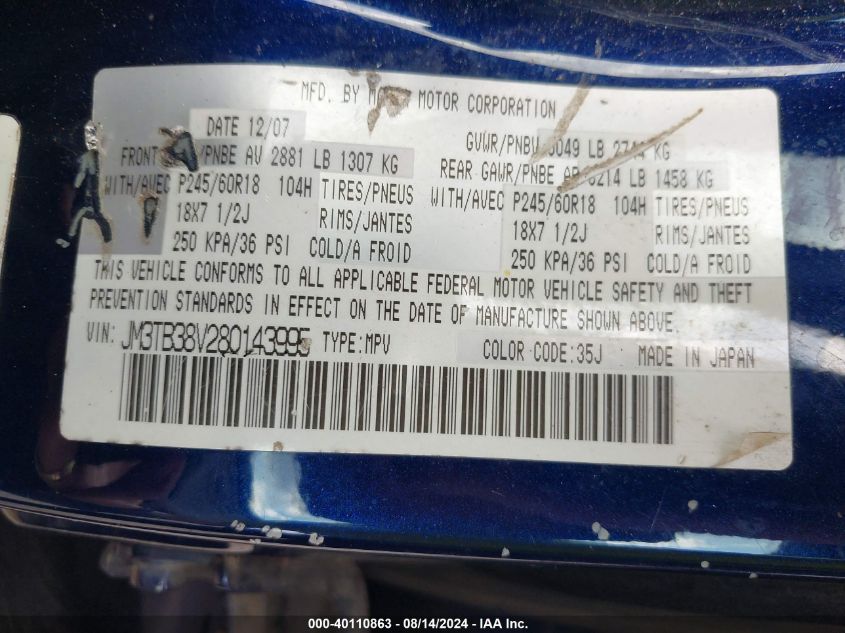 MFD. BY MOTOR CORPORATION
DATE 12/07
GVWR/PNBV LB KG
FRONT /PNBE AV 2881 LB 1307 KG
REAR GAWR/PNBE LB 1458 KG
WITH/AVEC P245/60R18 104H TIRES/PNEUS
WITH/AVEC P245/60R18 104H TIRES/PNEUS
18X7 1/2J RIMS/JANTES
18X7 1/2J RIMS/JANTES
250 KPA/36 PSI COLD/A FROID
250 KPA/36 PSI COLD/A FROID
THIS VEHICLE CONFORMS TO ALL APPLICABLE FEDERAL MOTOR VEHICLE SAFETY AND THEFT
PREVENTION STANDARDS IN EFFECT ON THE DATE OF MANUFACTURE SHOWN ABOVE.
VIN: JM3TB38V280143995 TYPE:MPV COLOR CODE:35J MADE IN JAPAN
000-40110863 - 08/14/2024 - IAA Inc.